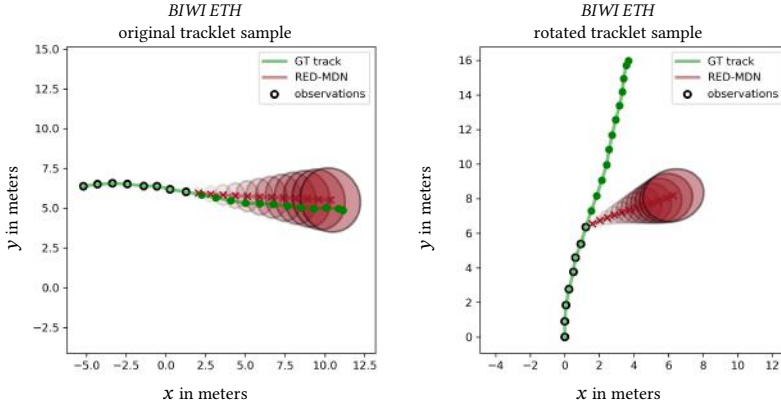 BIWI ETH
original tracklet sample
15.0
12.5
10.0
7.5
5.0
2.5
0.0
−2.5
y in meters
−5.0 −2.5 0.0 2.5 5.0 7.5 10.0 12.5
x in meters
GT track
RED-MDN
observations
BIWI ETH
rotated tracklet sample
16
14
12
10
8
6
4
2
0
y in meters
−4 −2 0 2 4 6 8 10 12
x in meters
GT track
RED-MDN
observations